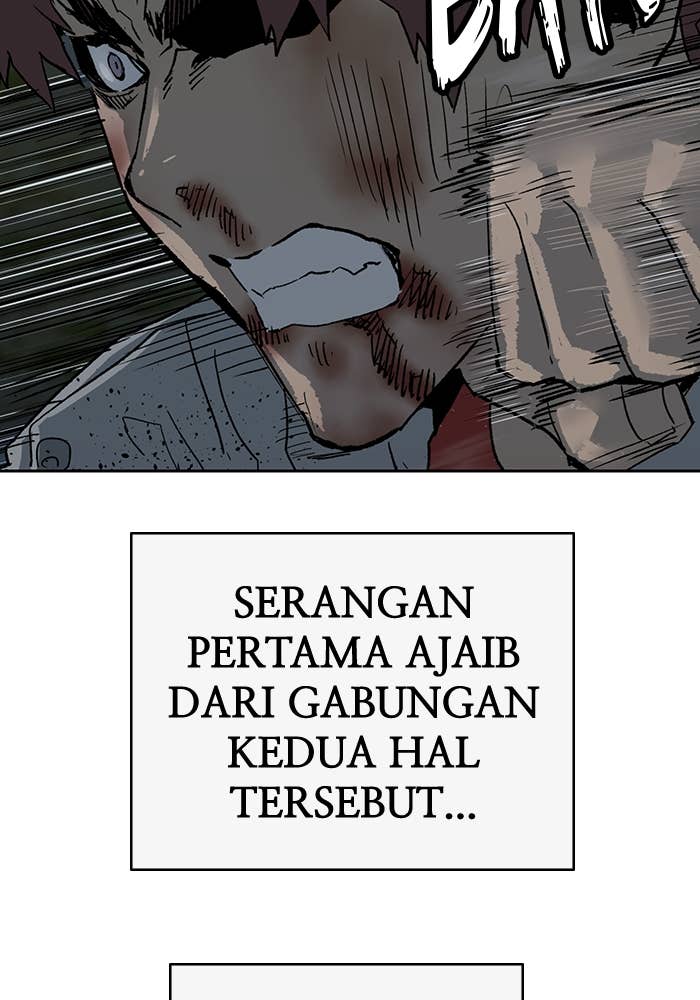 SERANGAN
PERTAMA AJAIB
DARI GABUNGAN
KEDUA HAL
TERSEBUT...